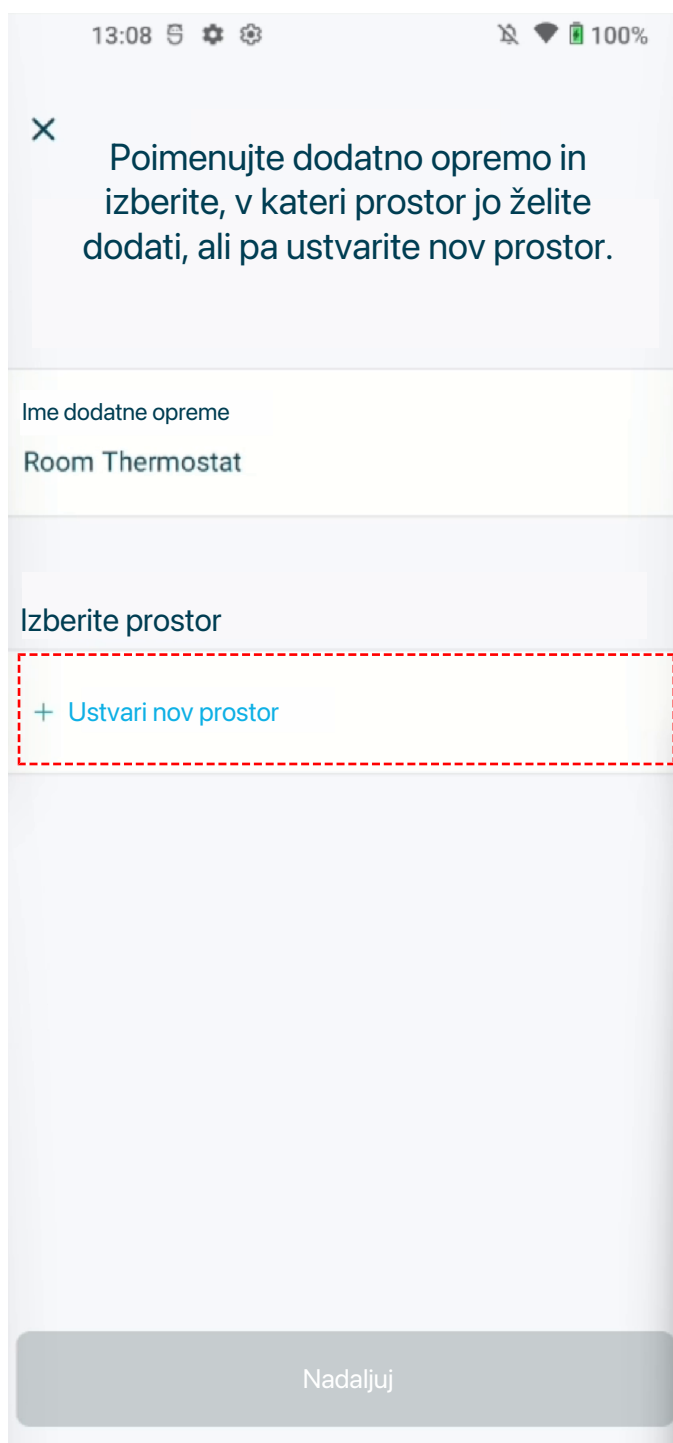 13:08 100%
Poimenujte dodatno opremo in
izberite, v kateri prostor jo želite
dodati, ali pa ustvarite nov prostor.
Ime dodatne opreme
Room Thermostat
Izberite prostor
+ Ustvari nov prostor
Nadaljuj